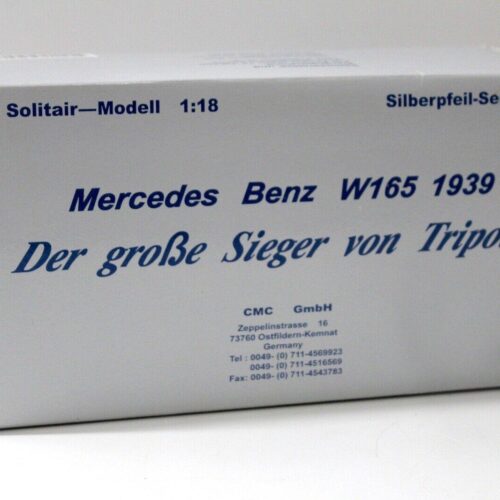 Solitair—Modell 1:18
Silberpfeil-Se
Mercedes Benz W165 1939
Der große Sieger von Tripo
CMC GmbH
Zeppelinstrasse 16
73760 Ostfildern-Kemnat
Germany
Tel : 0049- (0) 711-4569923
0049- (0) 711-4516569
Fax: 0049- (0) 711-4543783